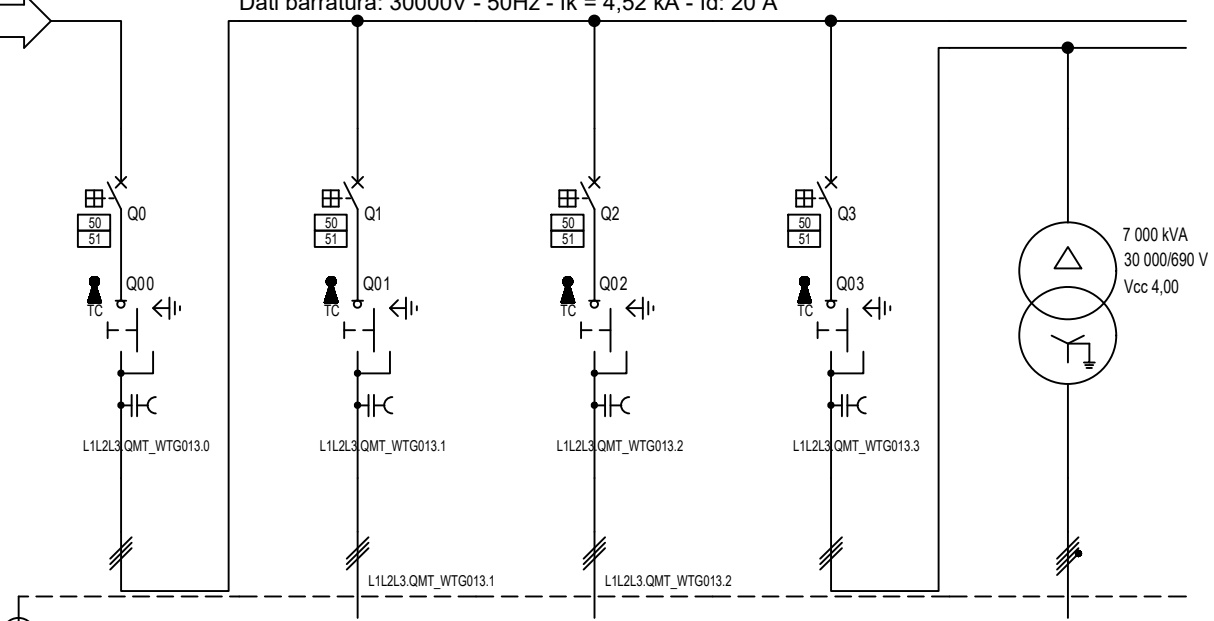 Dati barratura: 30000V - 50Hz - Ik = 4,52 kA - Id: 20 A
Q0
50
51
Q00
TC
L1L2L3.QMT_WTG013.0
Q1
50
51
Q01
TC
L1L2L3.QMT_WTG013.1
L1L2L3.QMT_WTG013.1
Q2
50
51
Q02
TC
L1L2L3.QMT_WTG013.2
L1L2L3.QMT_WTG013.2
Q3
50
51
Q03
TC
L1L2L3.QMT_WTG013.3
7 000 kVA
30 000/690 V
Vcc 4,00